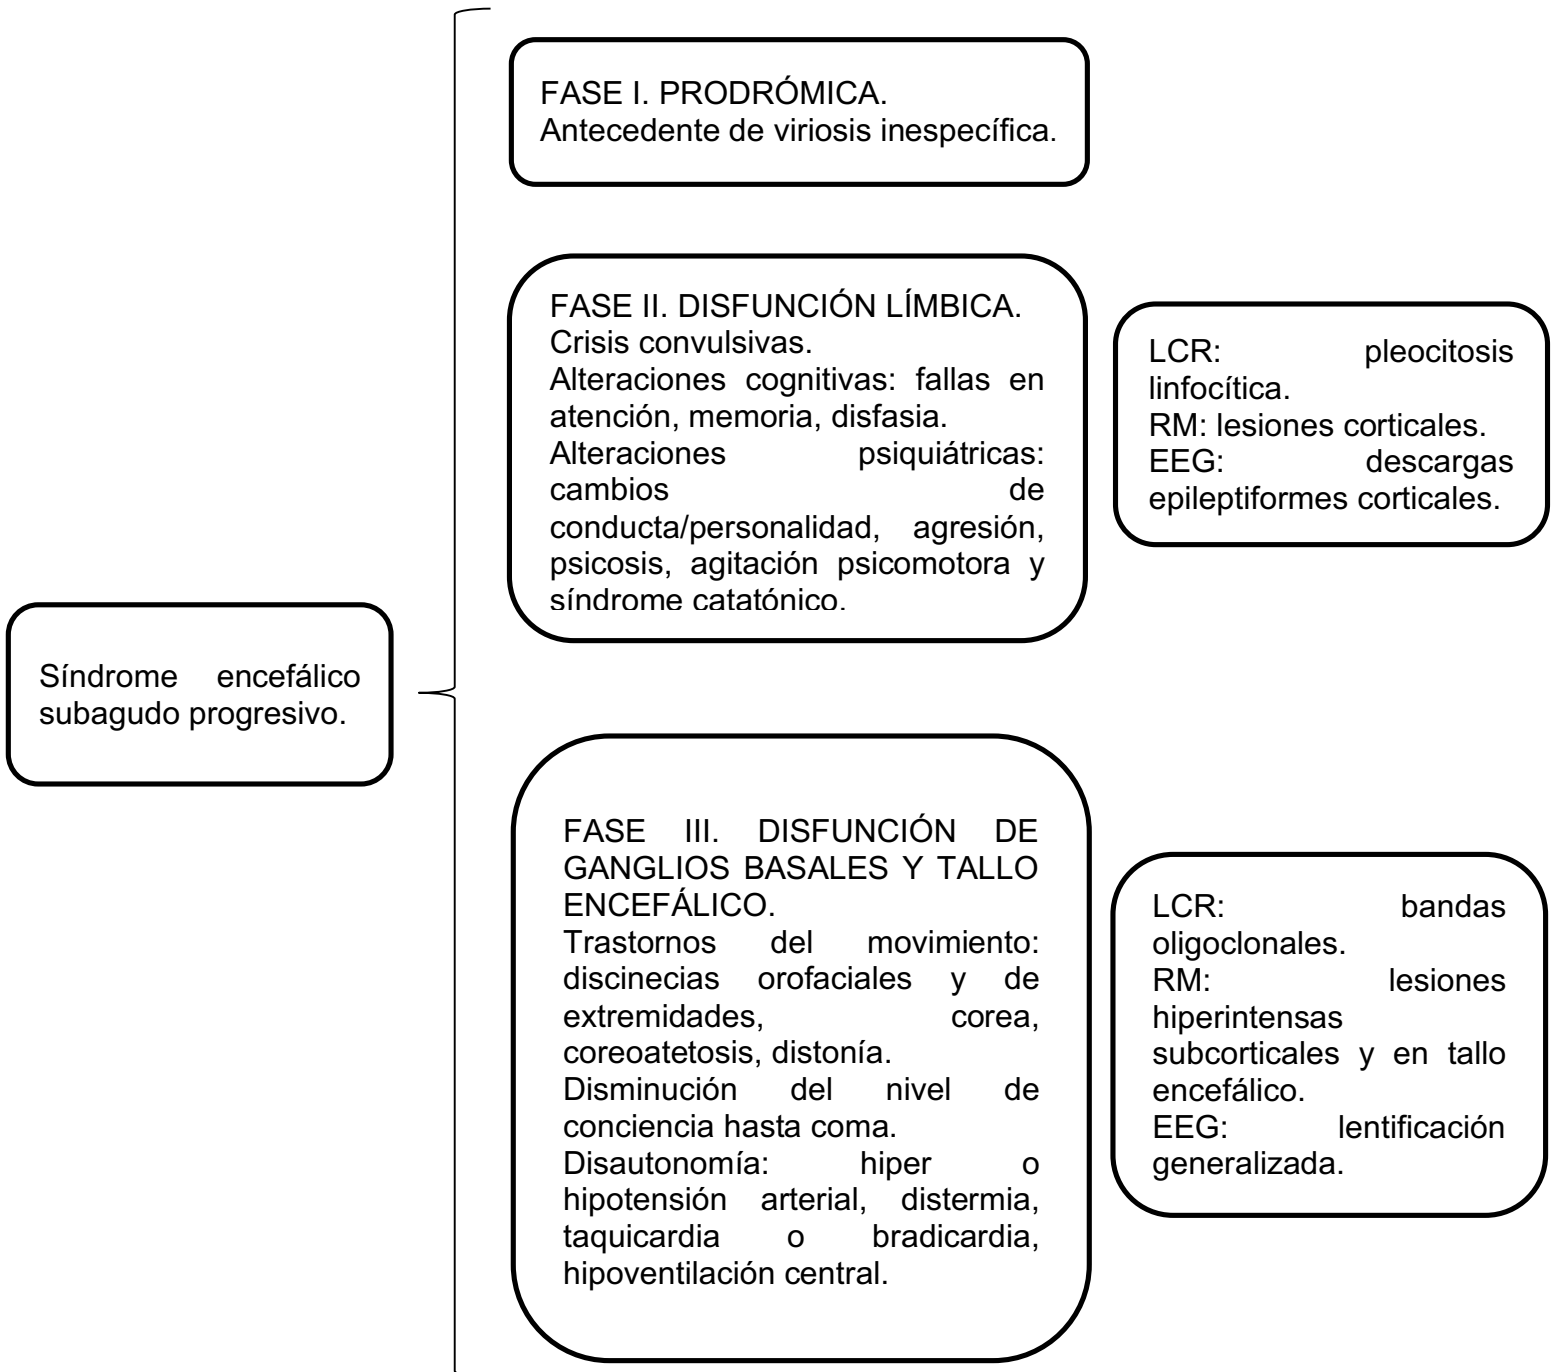 FASE I. PRODRÓMICA.
Antecedente de viriosis inespecífica.
FASE II. DISFUNCIÓN LÍMBICA.
Crisis convulsivas.
Alteraciones cognitivas: fallas en
atención, memoria, disfasia.
Alteraciones psiquiátricas:
cambios de
conducta/personalidad, agresión,
psicosis, agitación psicomotora y
síndrome catatónico.
LCR: pleocitosis
linfocítica.
RM: lesiones corticales.
EEG: descargas
epileptiformes corticales.
Síndrome encefálico
subagudo progresivo.
FASE III. DISFUNCIÓN DE
GANGLIOS BASALES Y TALLO
ENCEFÁLICO.
Trastornos del movimiento:
discinecias orofaciales y de
extremidades, corea,
coreoatetosis, distonía.
Disminución del nivel de
conciencia hasta coma.
Disautonomía: hiper o
hipotensión arterial, distermia,
taquicardia o bradicardia,
hipoventilación central.
LCR: bandas
oligoclonales.
RM: lesiones
hiperintensas
subcorticales y en tallo
encefálico.
EEG: lentificación
generalizada.